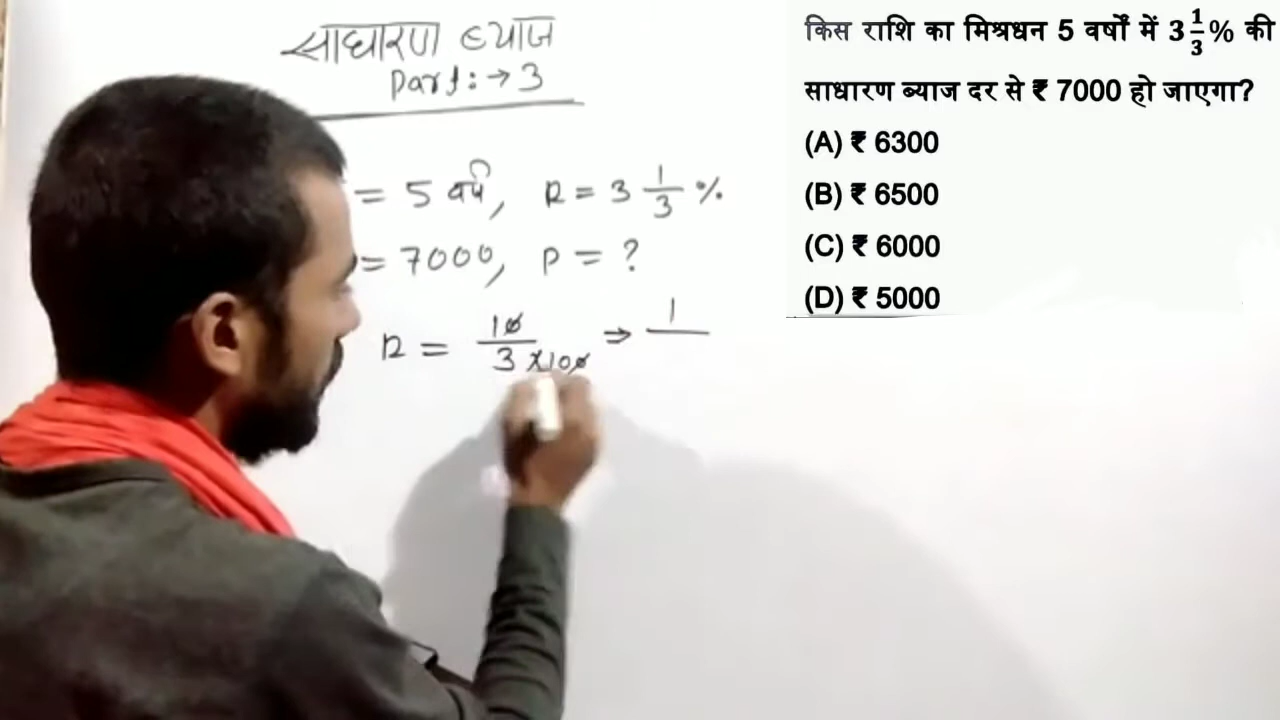 साधारण ब्याज
Part :→ 3
= 5 वर्ष, R = 3 1/3 %
= 7000, P = ?
R = 10/3×100 ⇒ 1
किस राशि का मिश्रधन 5 वर्षों में 3 1/3 % की
साधारण ब्याज दर से ₹ 7000 हो जाएगा?
(A) ₹ 6300
(B) ₹ 6500
(C) ₹ 6000
(D) ₹ 5000